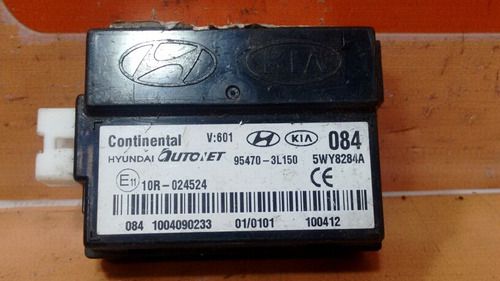 KIA
Continental V:601 KIA 084
HYUNDAI AUTONET 95470-3L150 5WY8284A
E11 10R-024524 CE
084 1004090233 01/0101 100412